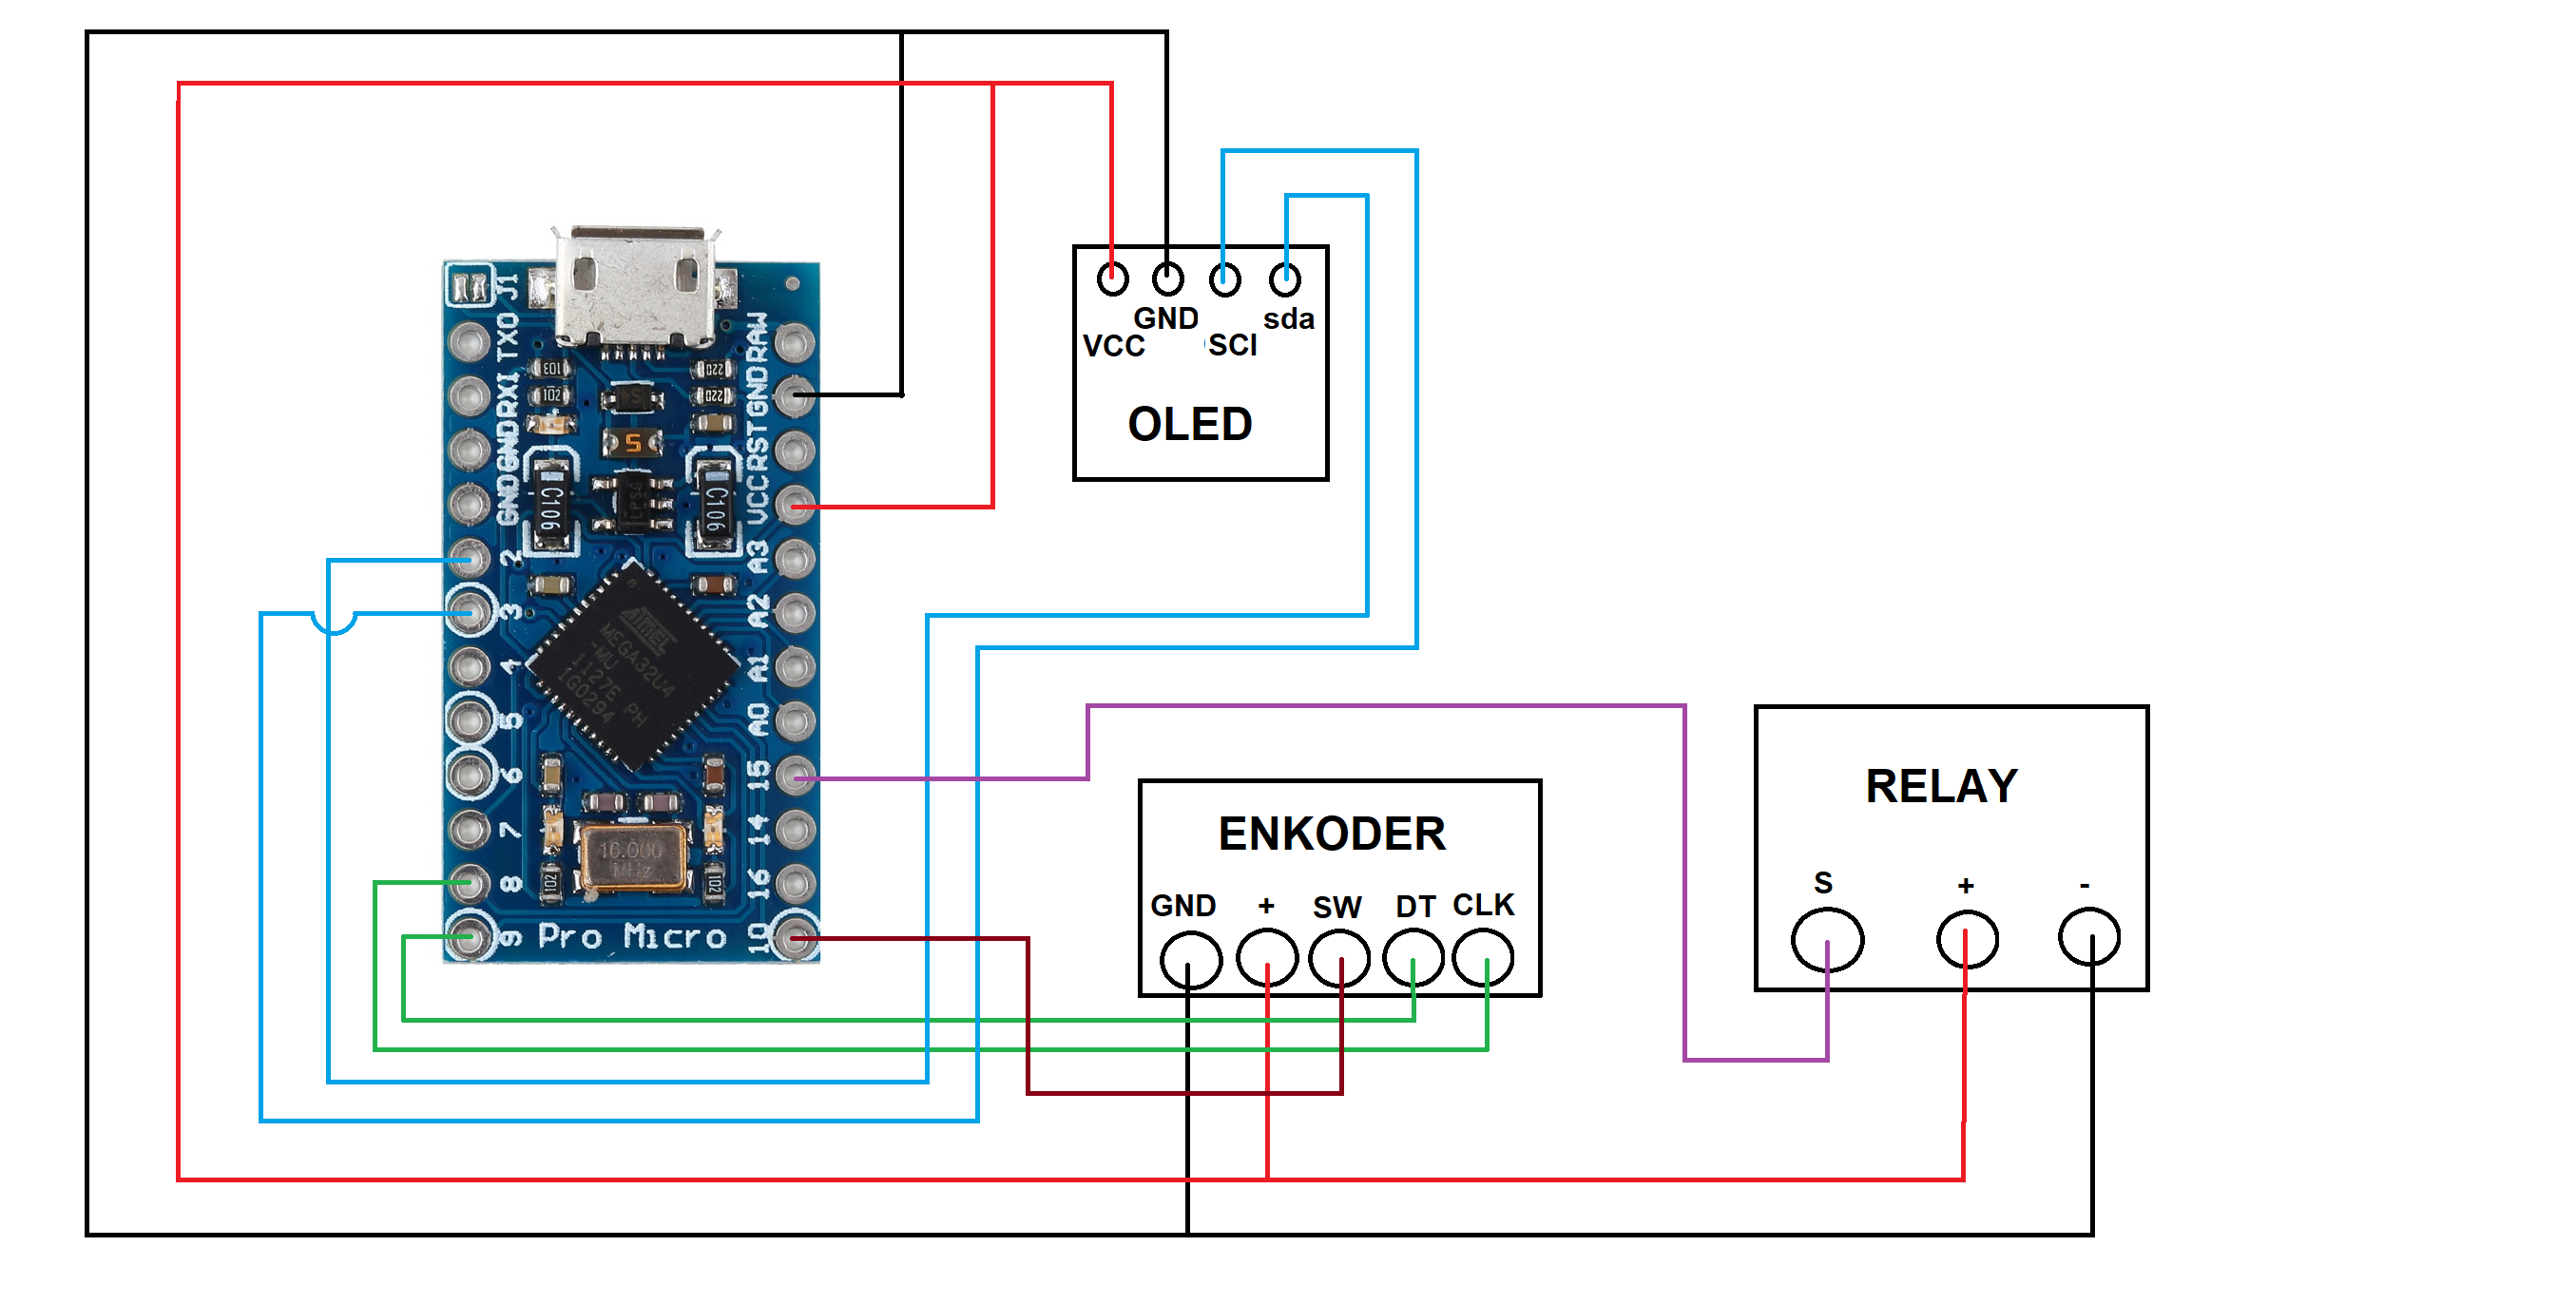 J1
TXO
RXI
GND
GND
2
3
4
5
6
7
8
9
RAW
GND
RST
VCC
A3
A2
A1
A0
15
14
16
10
103
102
220
220
S
C106
C106
ATMEL
MEGA32U4
-MU
1127E PH
1G0294
16.000
MHz
102
102
Pro Micro
VCC
GND
SCI
sda
OLED
ENKODER
GND + SW DT CLK
RELAY
S + -